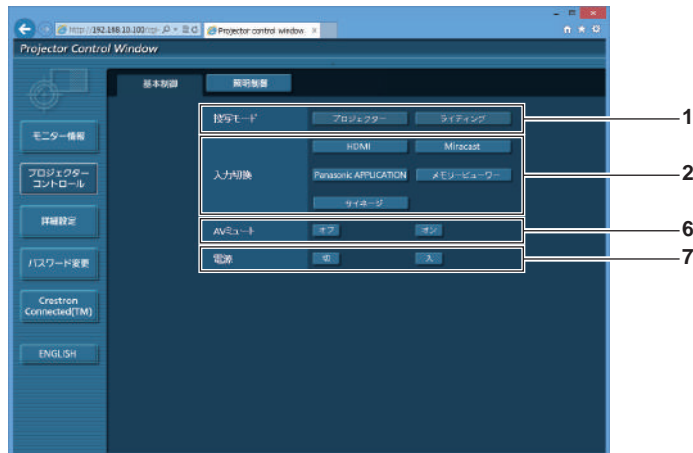 http://192.168.10.100/cgi-
Projector control window
Projector Control Window
基本制御
照明制御
投写モード
プロジェクター
ライティング
1
モニター情報
入力切換
HDMI
Miracast
プロジェクター
コントロール
Panasonic APPLICATION
メモリービューワー
2
サイネージ
詳細設定
AVミュート
オフ
オン
6
パスワード変更
電源
切
入
7
Crestron
Connected(TM)
ENGLISH